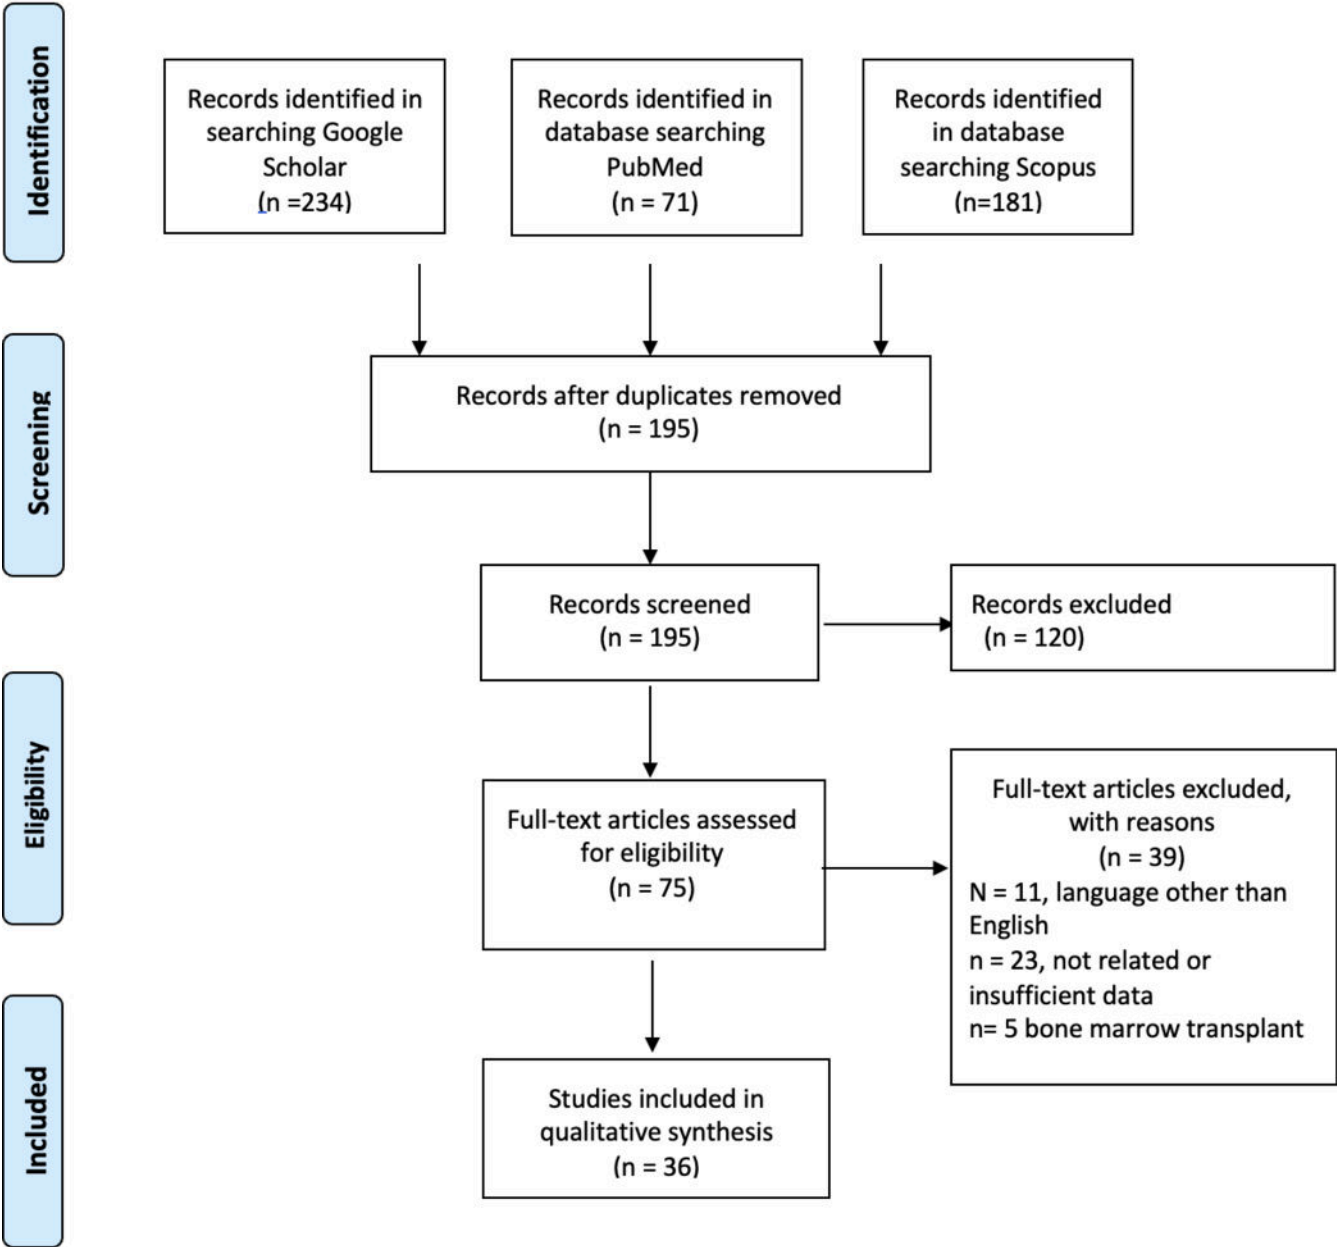 Identification
Records identified in
searching Google
Scholar
(n =234)
Records identified in
database searching
PubMed
(n = 71)
Records identified
in database
searching Scopus
(n=181)
Screening
Records after duplicates removed
(n = 195)
Records screened
(n = 195)
Records excluded
(n = 120)
Eligibility
Full-text articles assessed
for eligibility
(n = 75)
Full-text articles excluded,
with reasons
(n = 39)
N = 11, language other than
English
n = 23, not related or
insufficient data
n= 5 bone marrow transplant
Included
Studies included in
qualitative synthesis
(n = 36)